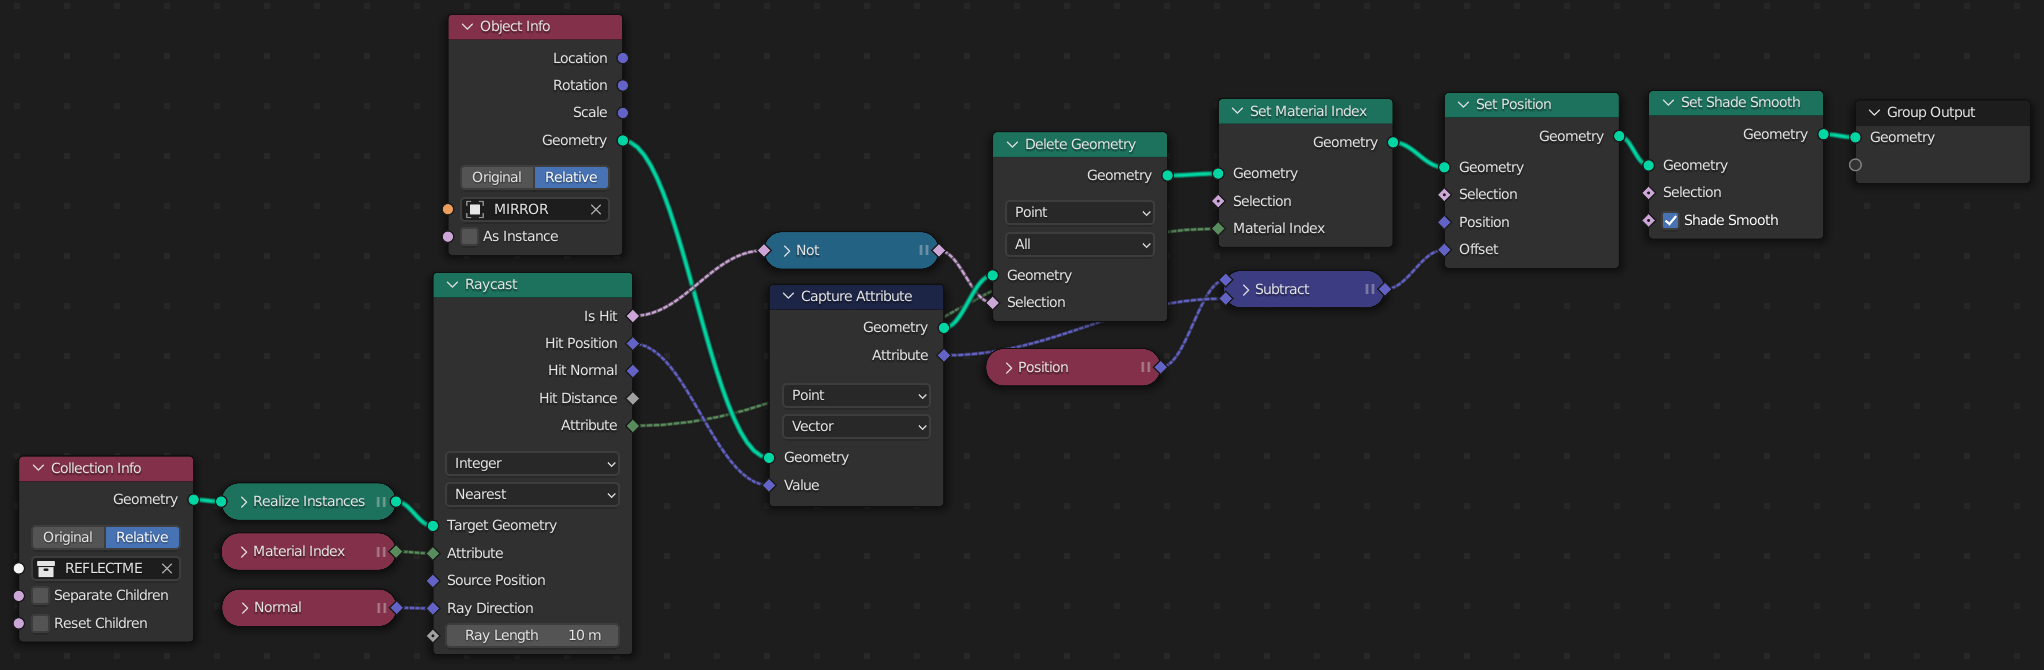 Object Info
Location
Rotation
Scale
Geometry
Original Relative
MIRROR
As Instance
Raycast
Is Hit
Hit Position
Hit Normal
Hit Distance
Attribute
Integer
Nearest
Target Geometry
Attribute
Source Position
Ray Direction
Ray Length 10 m
Collection Info
Geometry
Original Relative
REFLECTME
Separate Children
Reset Children
Realize Instances
Material Index
Normal
Not
Capture Attribute
Geometry
Attribute
Point
Vector
Geometry
Value
Delete Geometry
Geometry
Point
All
Geometry
Selection
Position
Set Material Index
Geometry
Geometry
Selection
Material Index
Subtract
Set Position
Geometry
Geometry
Selection
Position
Offset
Set Shade Smooth
Geometry
Geometry
Selection
Shade Smooth
Group Output
Geometry